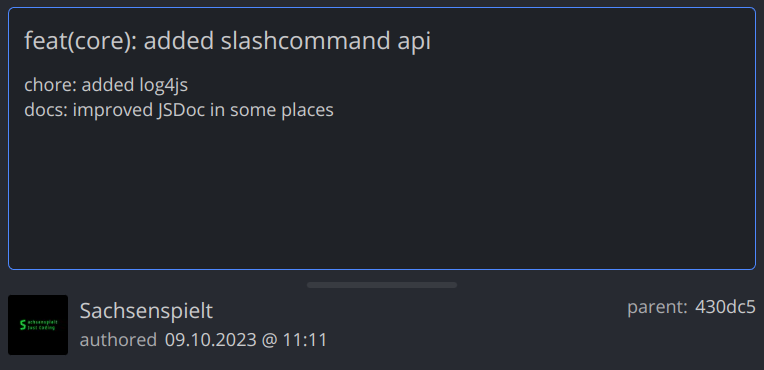 feat(core): added slashcommand api
chore: added log4js
docs: improved JSDoc in some places
Sachsenspielt
parent: 430dc5
authored 09.10.2023 @ 11:11
Sachsenspielt
Just Coding